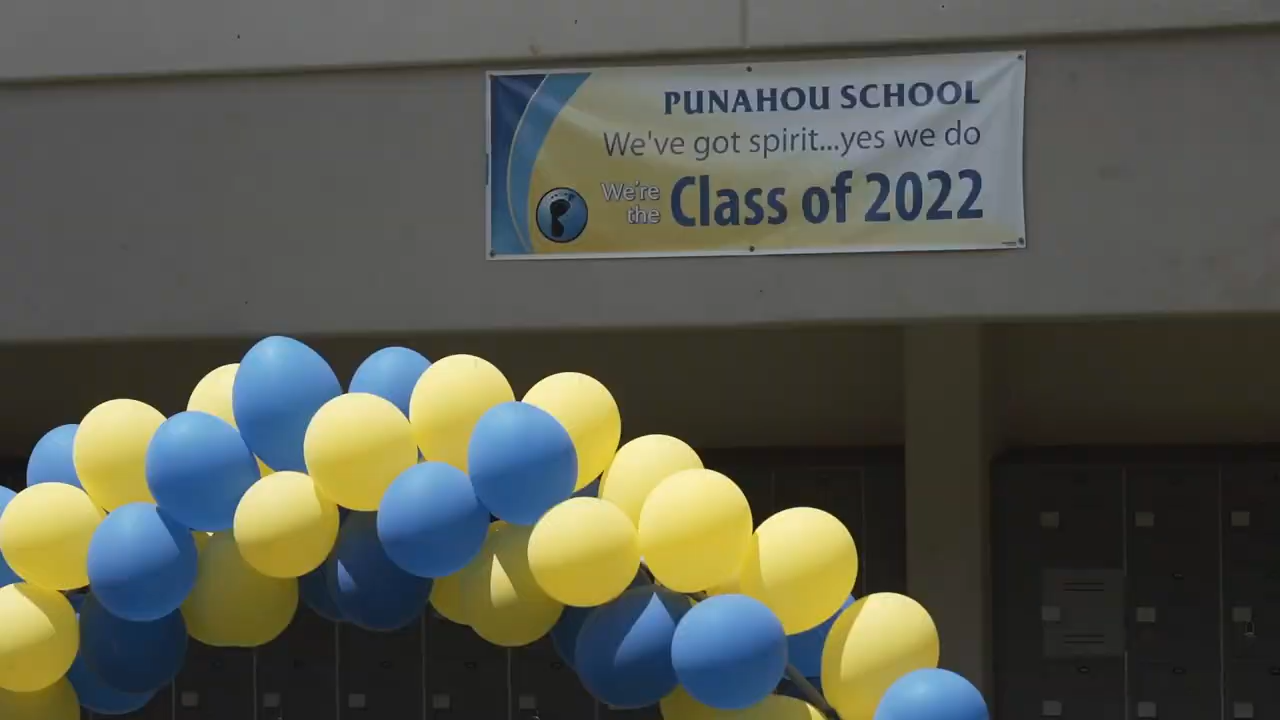 PUNAHOU SCHOOL
We've got spirit...yes we do
We're
the
Class of 2022